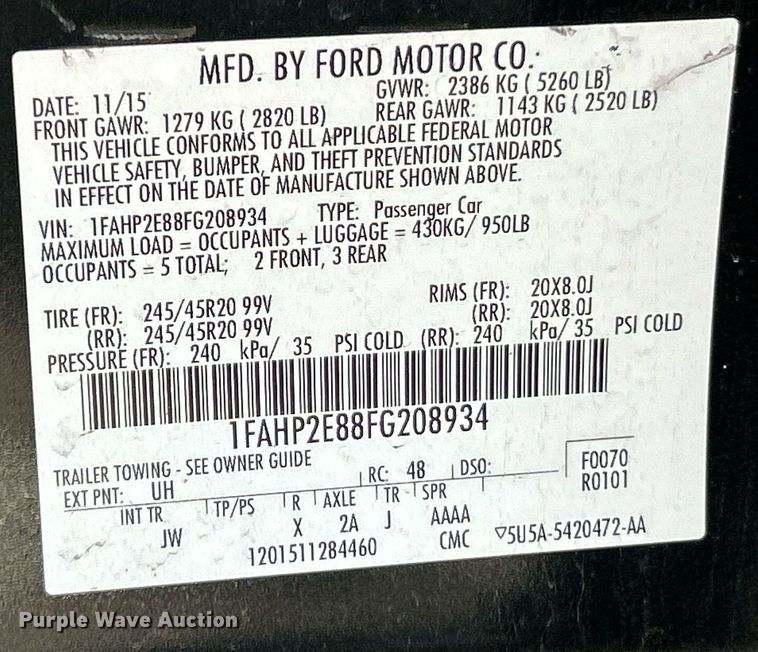 MFD. BY FORD MOTOR CO.
DATE: 11/15 GVWR: 2386 KG ( 5260 LB)
FRONT GAWR: 1279 KG ( 2820 LB) REAR GAWR: 1143 KG ( 2520 LB)
THIS VEHICLE CONFORMS TO ALL APPLICABLE FEDERAL MOTOR
VEHICLE SAFETY, BUMPER, AND THEFT PREVENTION STANDARDS
IN EFFECT ON THE DATE OF MANUFACTURE SHOWN ABOVE.
VIN: 1FAHP2E88FG208934 TYPE: Passenger Car
MAXIMUM LOAD = OCCUPANTS + LUGGAGE = 430KG/ 950LB
OCCUPANTS = 5 TOTAL; 2 FRONT, 3 REAR
TIRE (FR): 245/45R20 99V RIMS (FR): 20X8.0J
(RR): 245/45R20 99V (RR): 20X8.0J
PRESSURE (FR): 240 kPa/ 35 PSI COLD (RR): 240 kPa/ 35 PSI COLD
1FAHP2E88FG208934
TRAILER TOWING - SEE OWNER GUIDE
EXT PNT: UH RC: 48 DSO: F0070
R0101
INT TR TP/PS R AXLE TR SPR
JW X 2A J AAAA
1201511284460 CMC ▽5U5A-5420472-AA
Purple Wave Auction